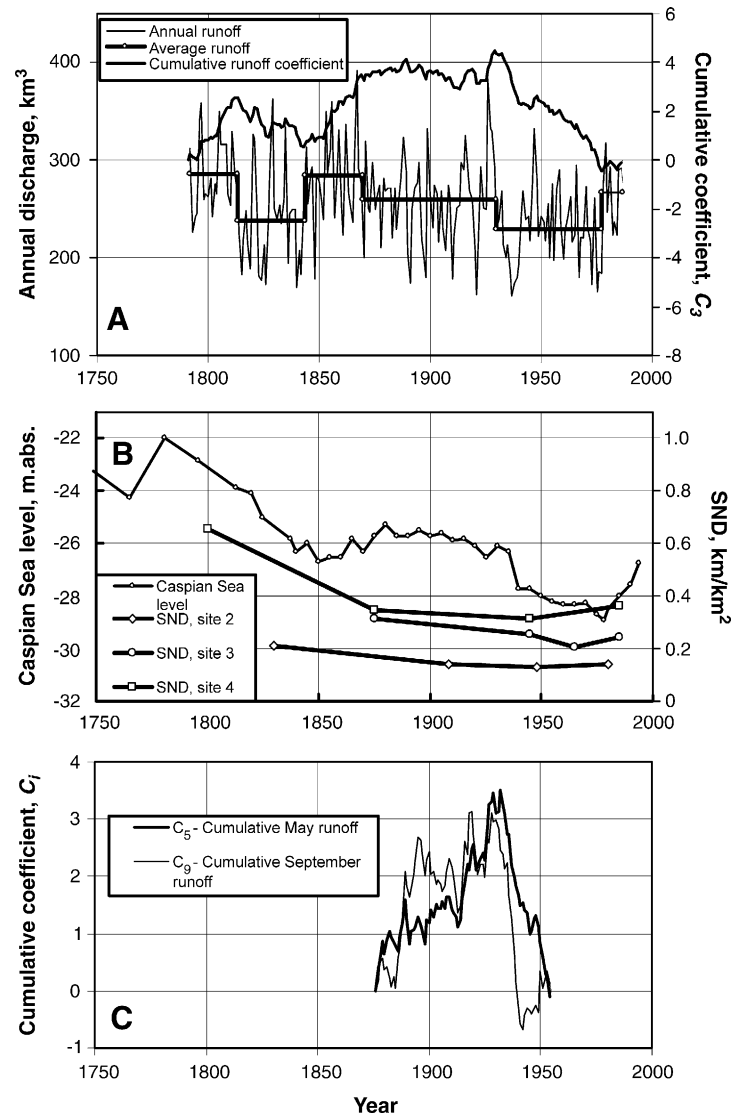 Annual runoff
Average runoff
Cumulative runoff coefficient
Annual discharge, km3
400
300
200
100
6
4
2
0
-2
-4
-6
-8
Cumulative coefficient, C3
A
1750 1800 1850 1900 1950 2000
B
Caspian Sea level, m.abs.
-22
-24
-26
-28
-30
-32
1.0
0.8
0.6
0.4
0.2
0
SND, km/km2
Caspian Sea
level
SND, site 2
SND, site 3
SND, site 4
1750 1800 1850 1900 1950 2000
Cumulative coefficient, Ci
4
3
2
1
0
-1
C5- Cumulative May runoff
C9- Cumulative September
runoff
C
1750 1800 1850 1900 1950 2000
Year